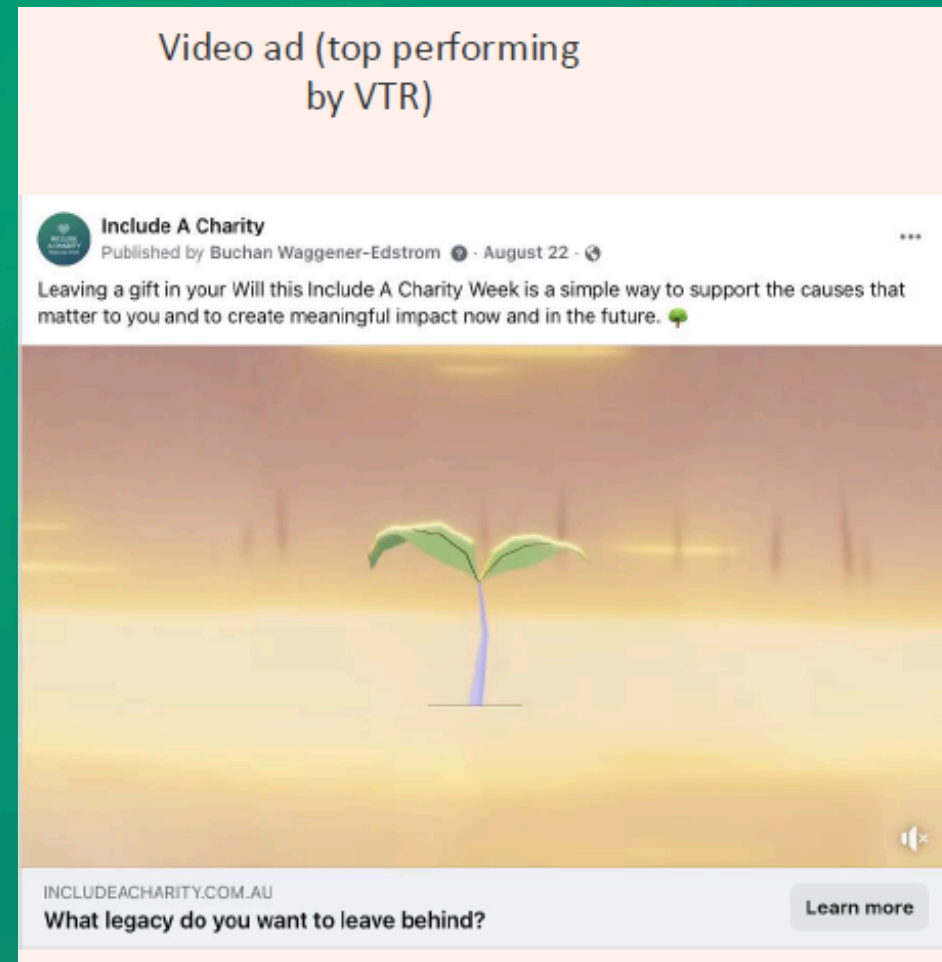 Video ad (top performing
by VTR)
Include A Charity
Published by Buchan Waggener-Edstrom · August 22 ·
Leaving a gift in your Will this Include A Charity Week is a simple way to support the causes that
matter to you and to create meaningful impact now and in the future.
INCLUDEACHARITY.COM.AU
What legacy do you want to leave behind?
Learn more